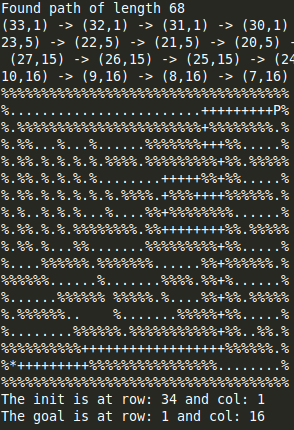 Found path of length 68
(33,1) -> (32,1) -> (31,1) -> (30,1)
23,5) -> (22,5) -> (21,5) -> (20,5) -
 (27,15) -> (26,15) -> (25,15) -> (24
10,16) -> (9,16) -> (8,16) -> (7,16)
%%%%%%%%%%%%%%%%%%%%%%%%%%%%%%%%%%%%
%........................+++++++++P%
%.%%%%%%%%%%%%%%%%%%%%%%%+%%%%%%%%.%
%.%%...%...%......%%%%%%%+++%%.....%
%.%%.%.%.%.%.%%%%.%%%%%%%%%+%%.%%%%%
%.%%.%.%.%.%........+++++%%+%%.....%
%.%%.%.%.%.%.%.%%%%.+%%%++++%%%%%%.%
%.%..%.%.%...%....%%+%%%%%%%%......%
%.%%.%.%.%%%%%%%%.%%++++++++%%.%%%%%
%.%%.%...%%.......%%%%%%%%%+%%.....%
%....%%%%%%.%%%%%%%......%%+%%%%%%.%
%%%%%%......%.......%%%%.%%+%......%
%......%%%%%% %%%%%.%....%%+%%.%%%%%
%.%%%%%%..    %.......%%%%%+%%.....%
%........%%%%%%.%%%%%%%%%%%+%%..%%.%
%%%%%%%%%%++++++++++++++++++%%%%%%.%
%*+++++++++%%%%%%%%%%%%%%%%........%
%%%%%%%%%%%%%%%%%%%%%%%%%%%%%%%%%%%%
The init is at row: 34 and col: 1
The goal is at row: 1 and col: 16